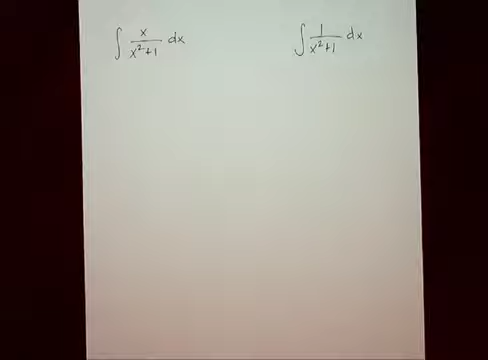 ∫ x/(x²+1) dx
∫ 1/(x²+1) dx